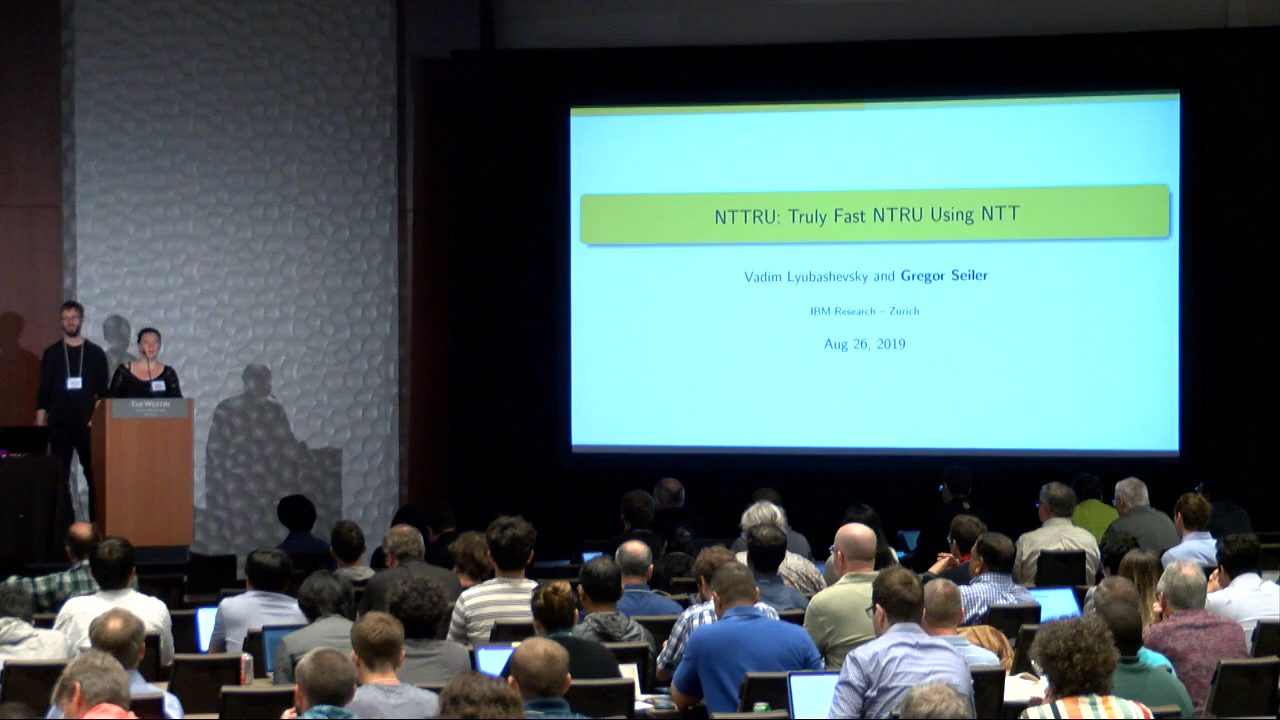 NTTRU: Truly Fast NTRU Using NTT
Vadim Lyubashevsky and Gregor Seiler
IBM Research – Zurich
Aug 26, 2019
THE WESTIN